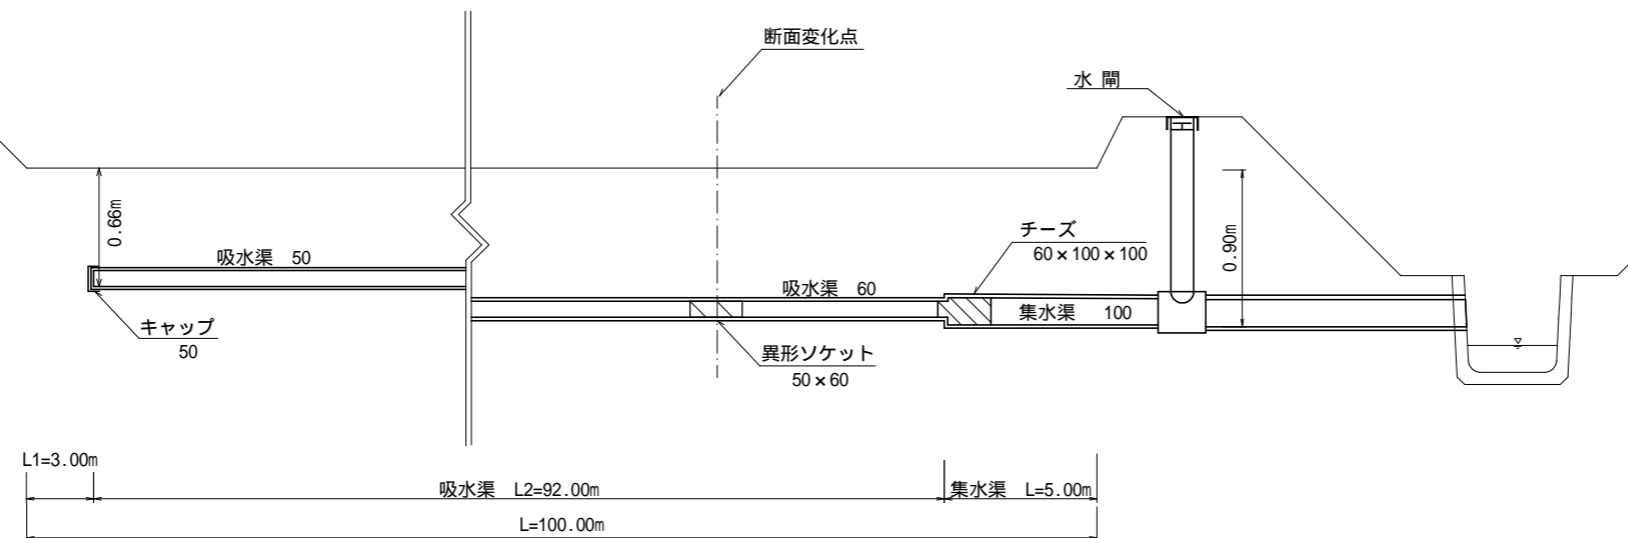 断面変化点
水 閘
0.66m
吸水渠 50
キャップ
50
吸水渠 60
異形ソケット
50×60
チーズ
60×100×100
集水渠 100
0.90m
L1=3.00m
吸水渠 L2=92.00m
集水渠 L=5.00m
L=100.00m